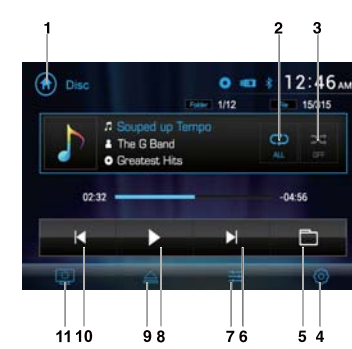 1 2 3
Disc 12:46AM
Folder 1/12 File 15/315
Souped up Tempo
The G Band
Greatest Hits
ALL OFF
02:32 -04:56
11 10 9 8 7 6 5 4